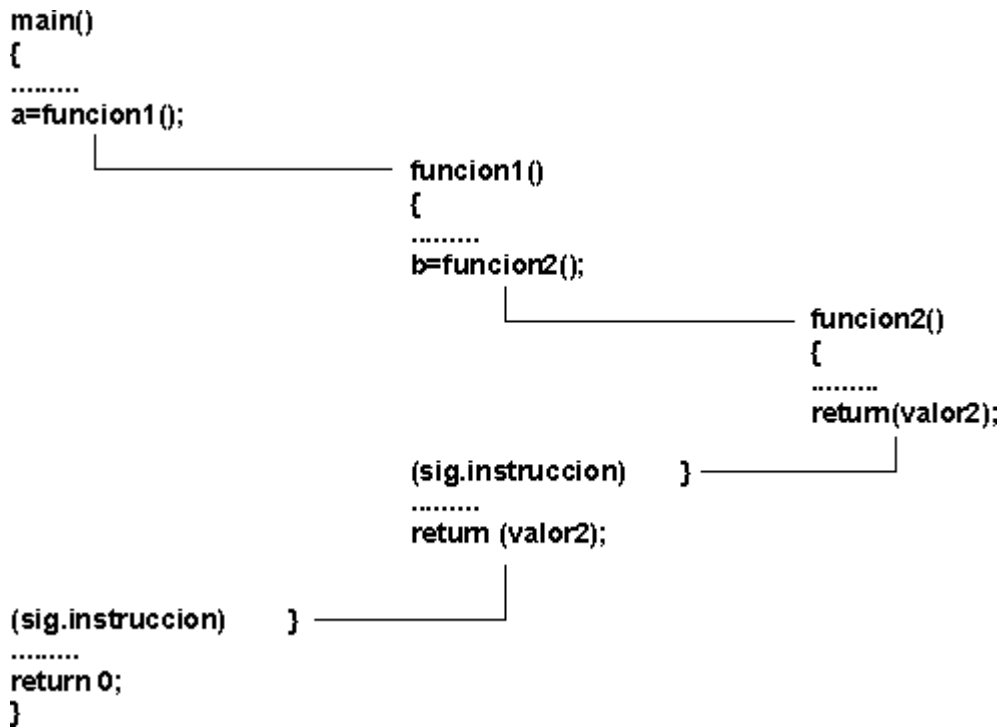 main()
{
.........
a=funcion1();
funcion1()
{
.........
b=funcion2();
funcion2()
{
.........
return(valor2);
(sig.instruccion) }
.........
return (valor2);
(sig.instruccion) }
.........
return 0;
}